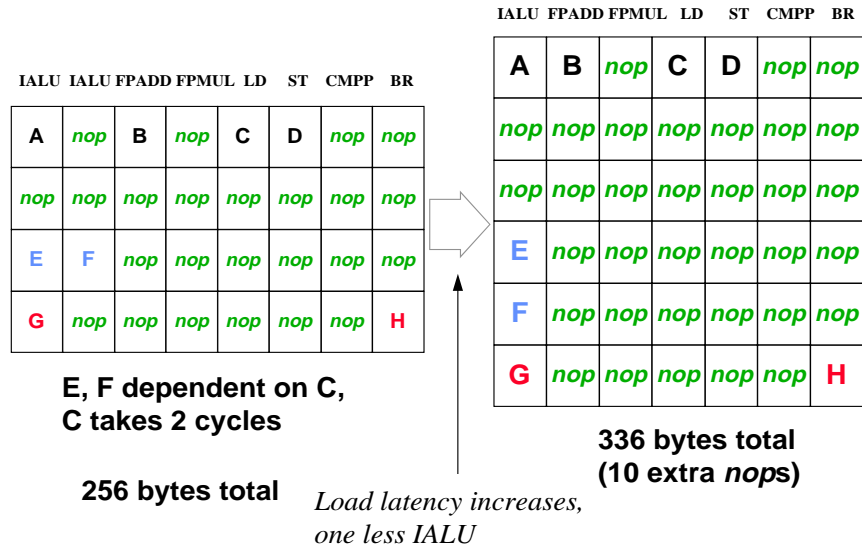 IALU IALU FPADD FPMUL LD ST CMPP BR
A nop B nop C D nop nop
nop nop nop nop nop nop nop nop
E F nop nop nop nop nop nop
G nop nop nop nop nop nop H
E, F dependent on C,
C takes 2 cycles
256 bytes total
Load latency increases,
one less IALU
IALU FPADD FPMUL LD ST CMPP BR
A B nop C D nop nop
nop nop nop nop nop nop nop
nop nop nop nop nop nop nop
E nop nop nop nop nop nop
F nop nop nop nop nop nop
G nop nop nop nop nop H
336 bytes total
(10 extra nops)